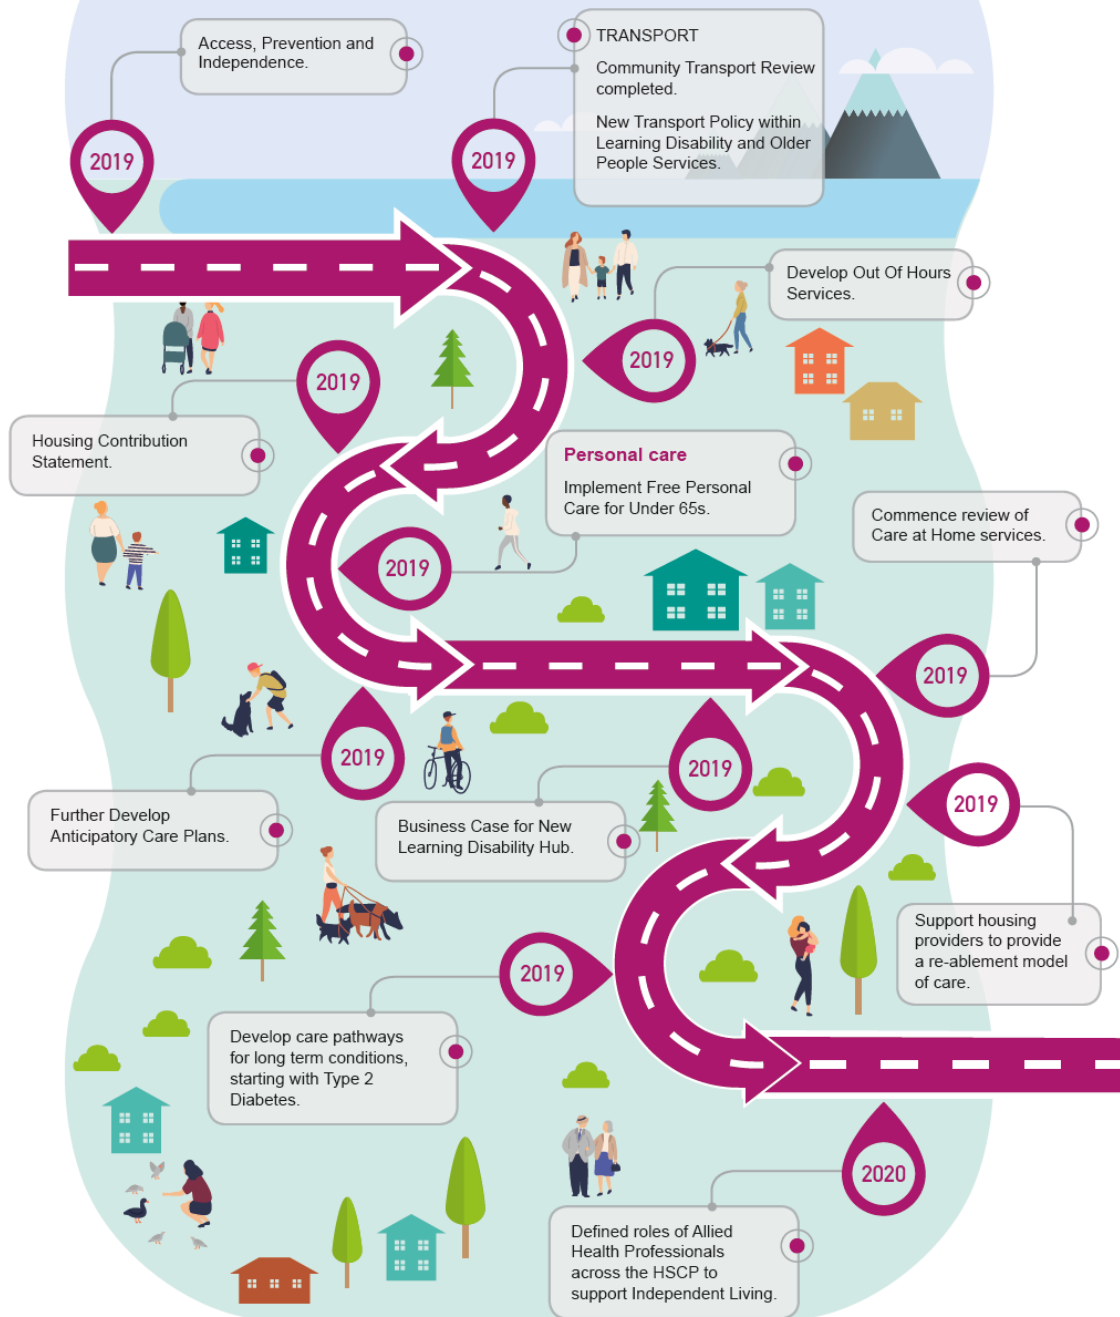 Access, Prevention and
Independence.
2019
TRANSPORT
Community Transport Review
completed.
New Transport Policy within
Learning Disability and Older
People Services.
2019
Develop Out Of Hours
Services.
2019
2019
Housing Contribution
Statement.
Personal care
Implement Free Personal
Care for Under 65s.
2019
Commence review of
Care at Home services.
2019
2019
Further Develop
Anticipatory Care Plans.
2019
Business Case for New
Learning Disability Hub.
2019
Support housing
providers to provide
a re-ablement model
of care.
2019
Develop care pathways
for long term conditions,
starting with Type 2
Diabetes.
2020
Defined roles of Allied
Health Professionals
across the HSCP to
support Independent Living.